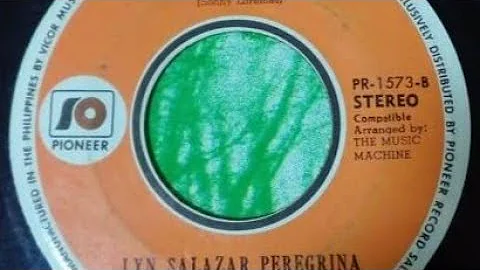 PIONEER
PR-1573-B
STEREO
Compatible
Arranged by:
THE MUSIC
MACHINE
LYN SALAZAR PEREGRINA
MANUFACTURED IN THE PHILIPPINES BY VICOR
EXCLUSIVELY DISTRIBUTED BY PIONEER RECORD